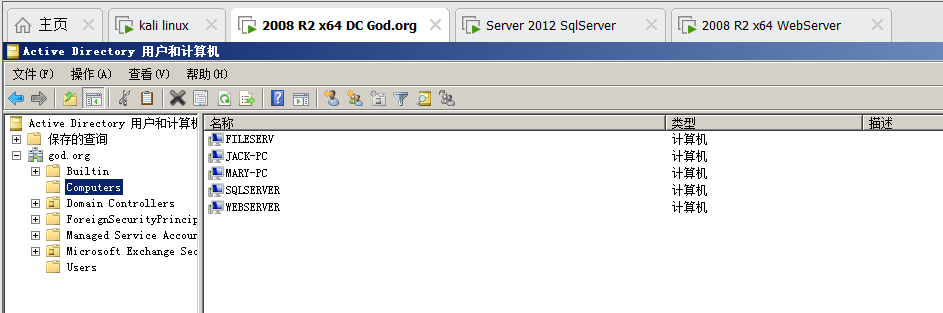 主页 kali linux 2008 R2 x64 DC God.org Server 2012 SqlServer 2008 R2 x64 WebServer
Active Directory 用户和计算机
文件(F) 操作(A) 查看(V) 帮助(H)
Active Directory 用户和计算机 名称 类型 描述
保存的查询 FILESERV 计算机
god.org JACK-PC 计算机
Builtin MARY-PC 计算机
Computers SQLSERVER 计算机
Domain Controllers WEBSERVER 计算机
ForeignSecurityPrincip
Managed Service Accour
Microsoft Exchange Sec
Users